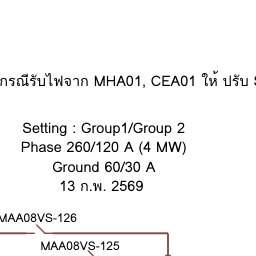 กรณีรับไฟจาก MHA01, CEA01 ให้ ปรับ
Setting : Group1/Group 2
Phase 260/120 A (4 MW)
Ground 60/30 A
13 ก.พ. 2569
MAA08VS-126
MAA08VS-125